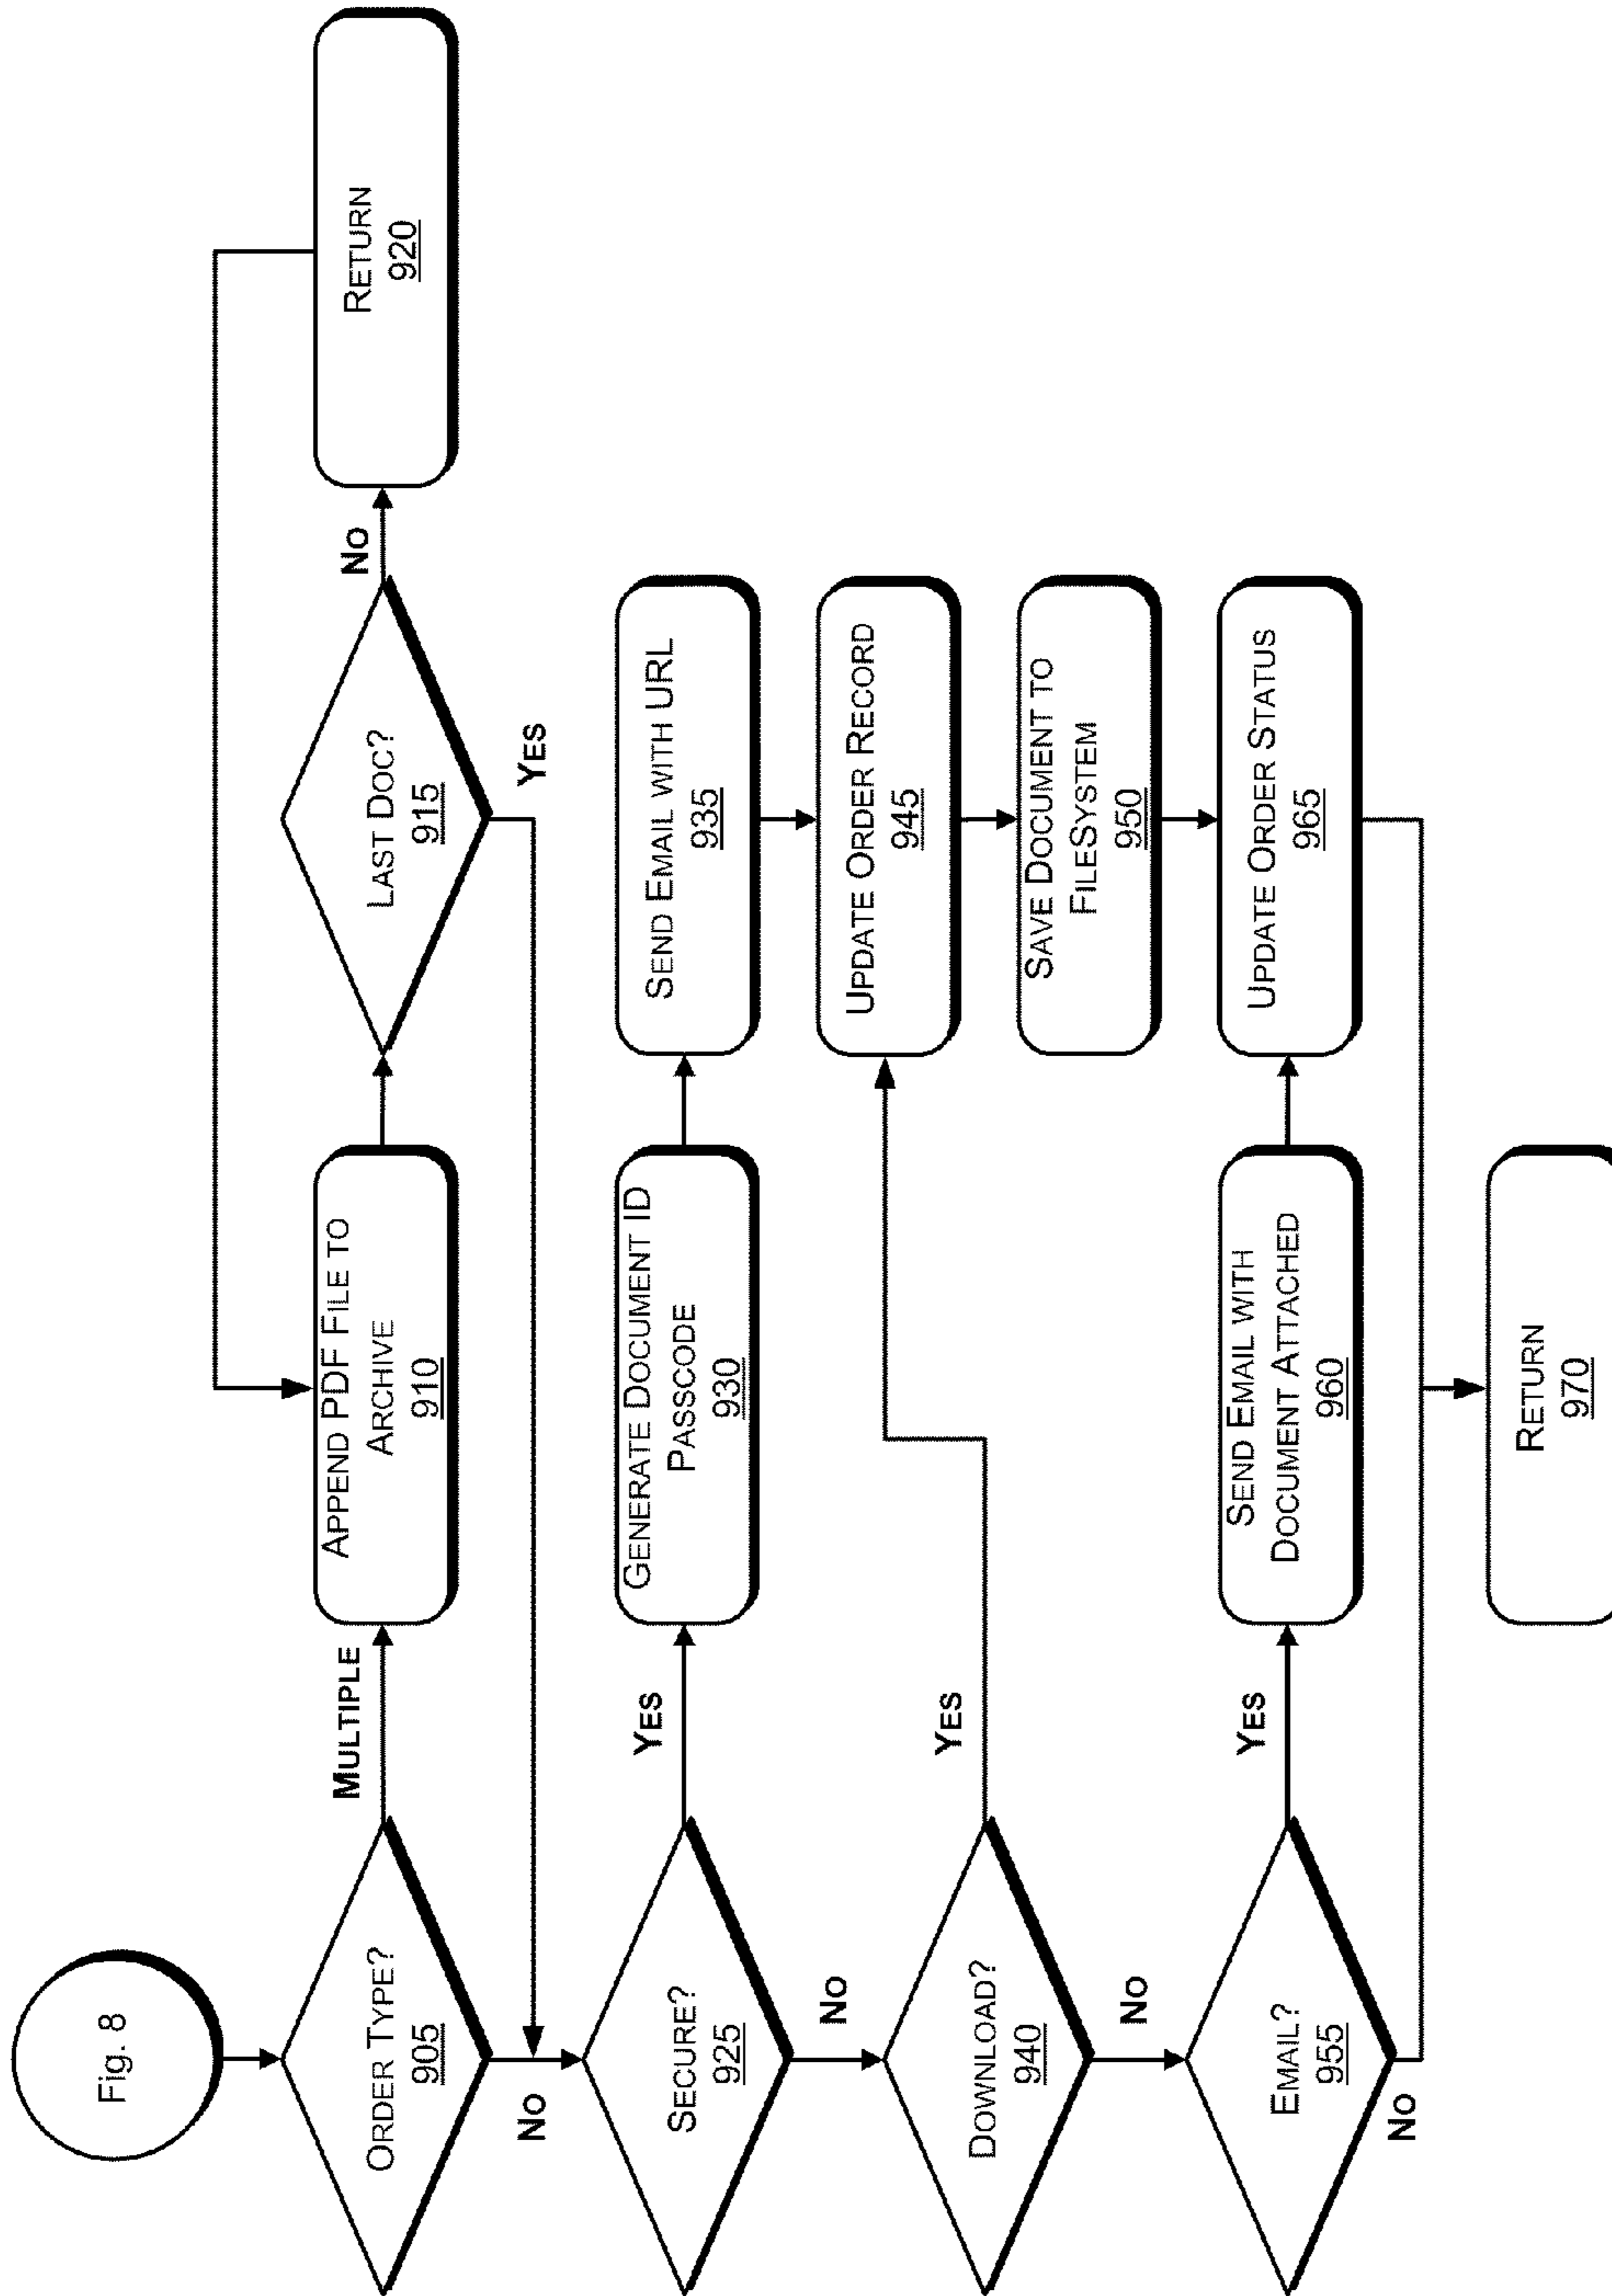 Fig. 8
ORDER TYPE?
905
MULTIPLE
NO
APPEND PDF FILE TO
ARCHIVE
910
LAST DOC?
915
NO
YES
RETURN
920
SECURE?
925
YES
NO
GENERATE DOCUMENT ID
PASSCODE
930
SEND EMAIL WITH URL
935
DOWNLOAD?
940
YES
NO
UPDATE ORDER RECORD
945
SAVE DOCUMENT TO
FILESYSTEM
950
EMAIL?
955
YES
NO
SEND EMAIL WITH
DOCUMENT ATTACHED
960
UPDATE ORDER STATUS
965
RETURN
970